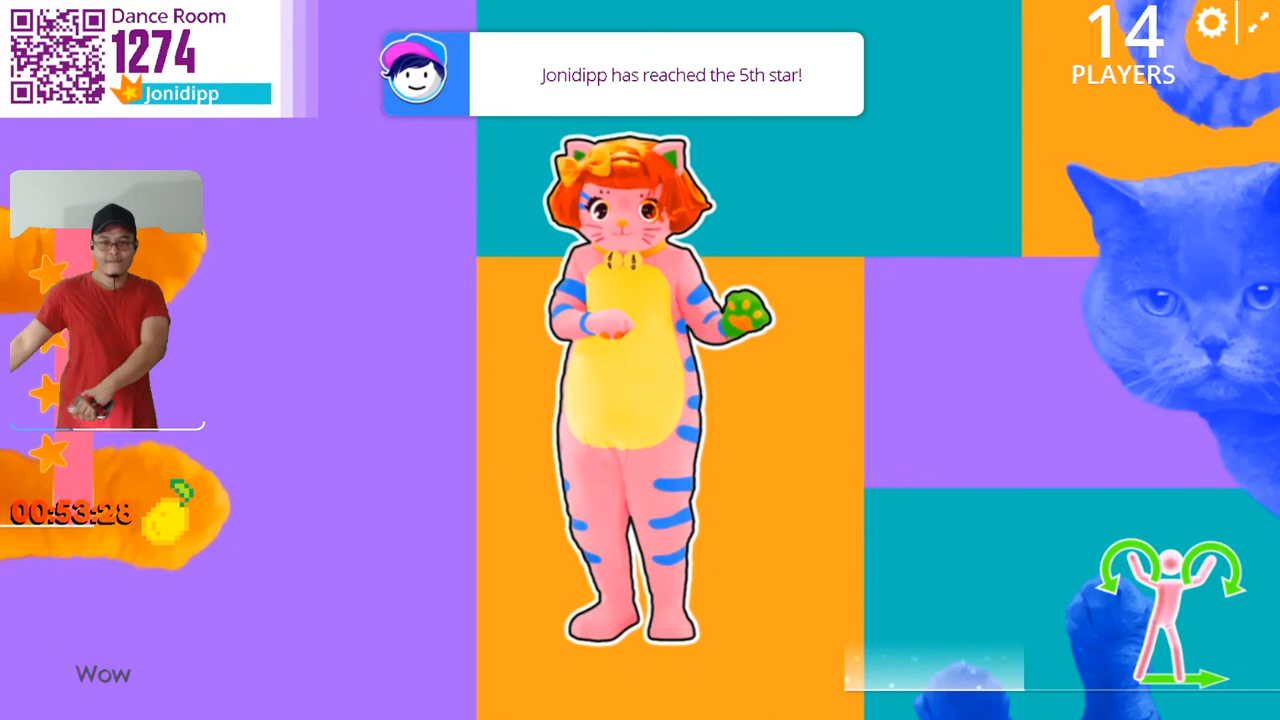 Dance Room
1274
Jonidipp
Jonidipp has reached the 5th star!
14
PLAYERS
00:53:28
Wow